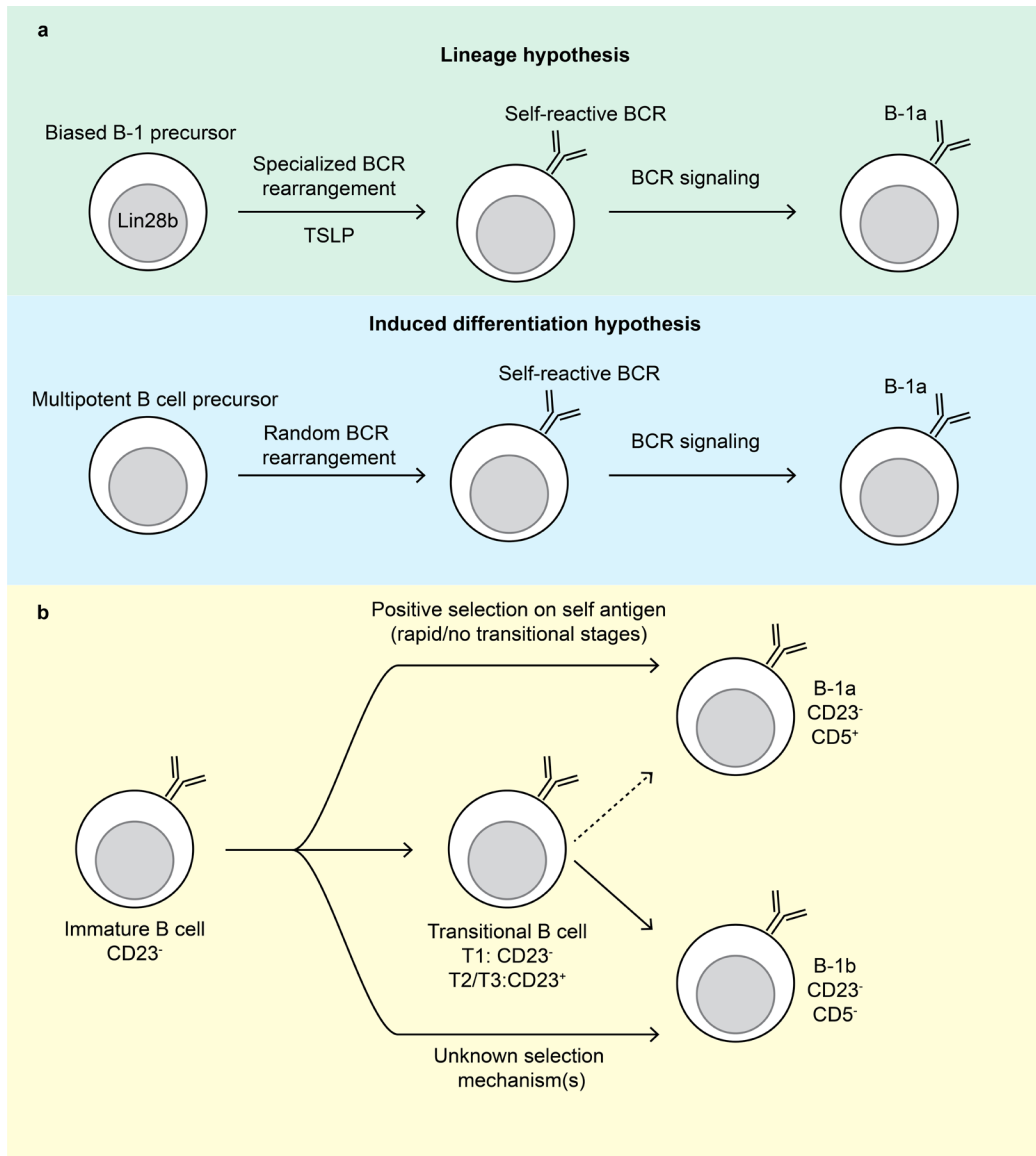 a
Lineage hypothesis
Biased B-1 precursor
Lin28b
Specialized BCR
rearrangement
TSLP
Self-reactive BCR
BCR signaling
B-1a
Induced differentiation hypothesis
Multipotent B cell precursor
Random BCR
rearrangement
Self-reactive BCR
BCR signaling
B-1a
b
Positive selection on self antigen
(rapid/no transitional stages)
Immature B cell
CD23⁻
Transitional B cell
T1: CD23⁻
T2/T3:CD23⁺
B-1a
CD23⁻
CD5⁺
B-1b
CD23⁻
CD5⁻
Unknown selection
mechanism(s)